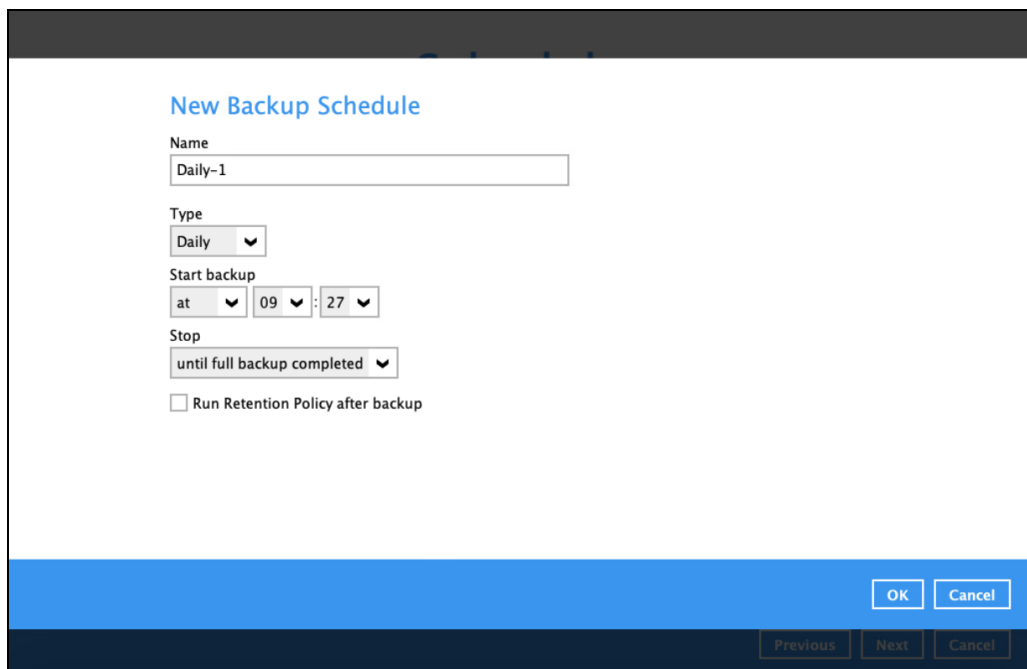 New Backup Schedule
Name
Daily-1
Type
Daily
Start backup
at 09 : 27
Stop
until full backup completed
Run Retention Policy after backup
OK Cancel
Previous Next Cancel